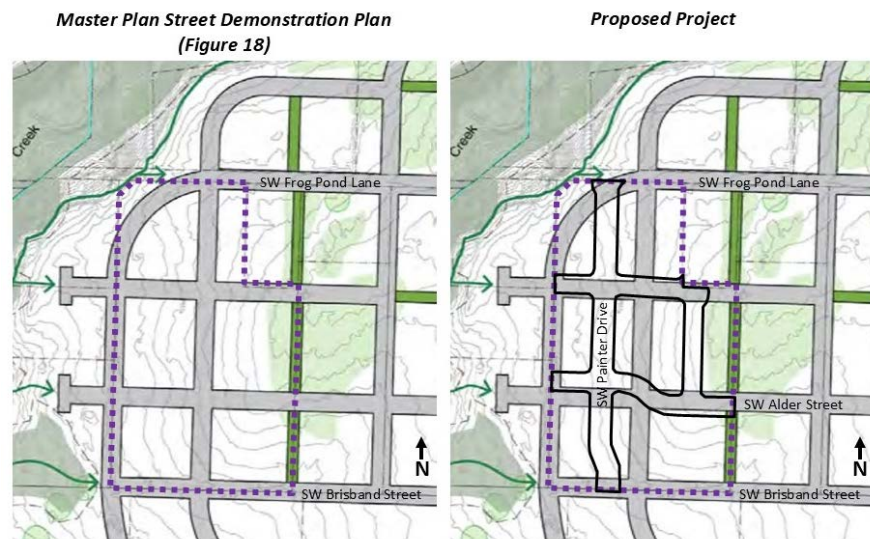 Master Plan Street Demonstration Plan
(Figure 18)
Creek
SW Frog Pond Lane
SW Brisband Street
N
Proposed Project
Creek
SW Frog Pond Lane
SW Painter Drive
SW Alder Street
SW Brisband Street
N